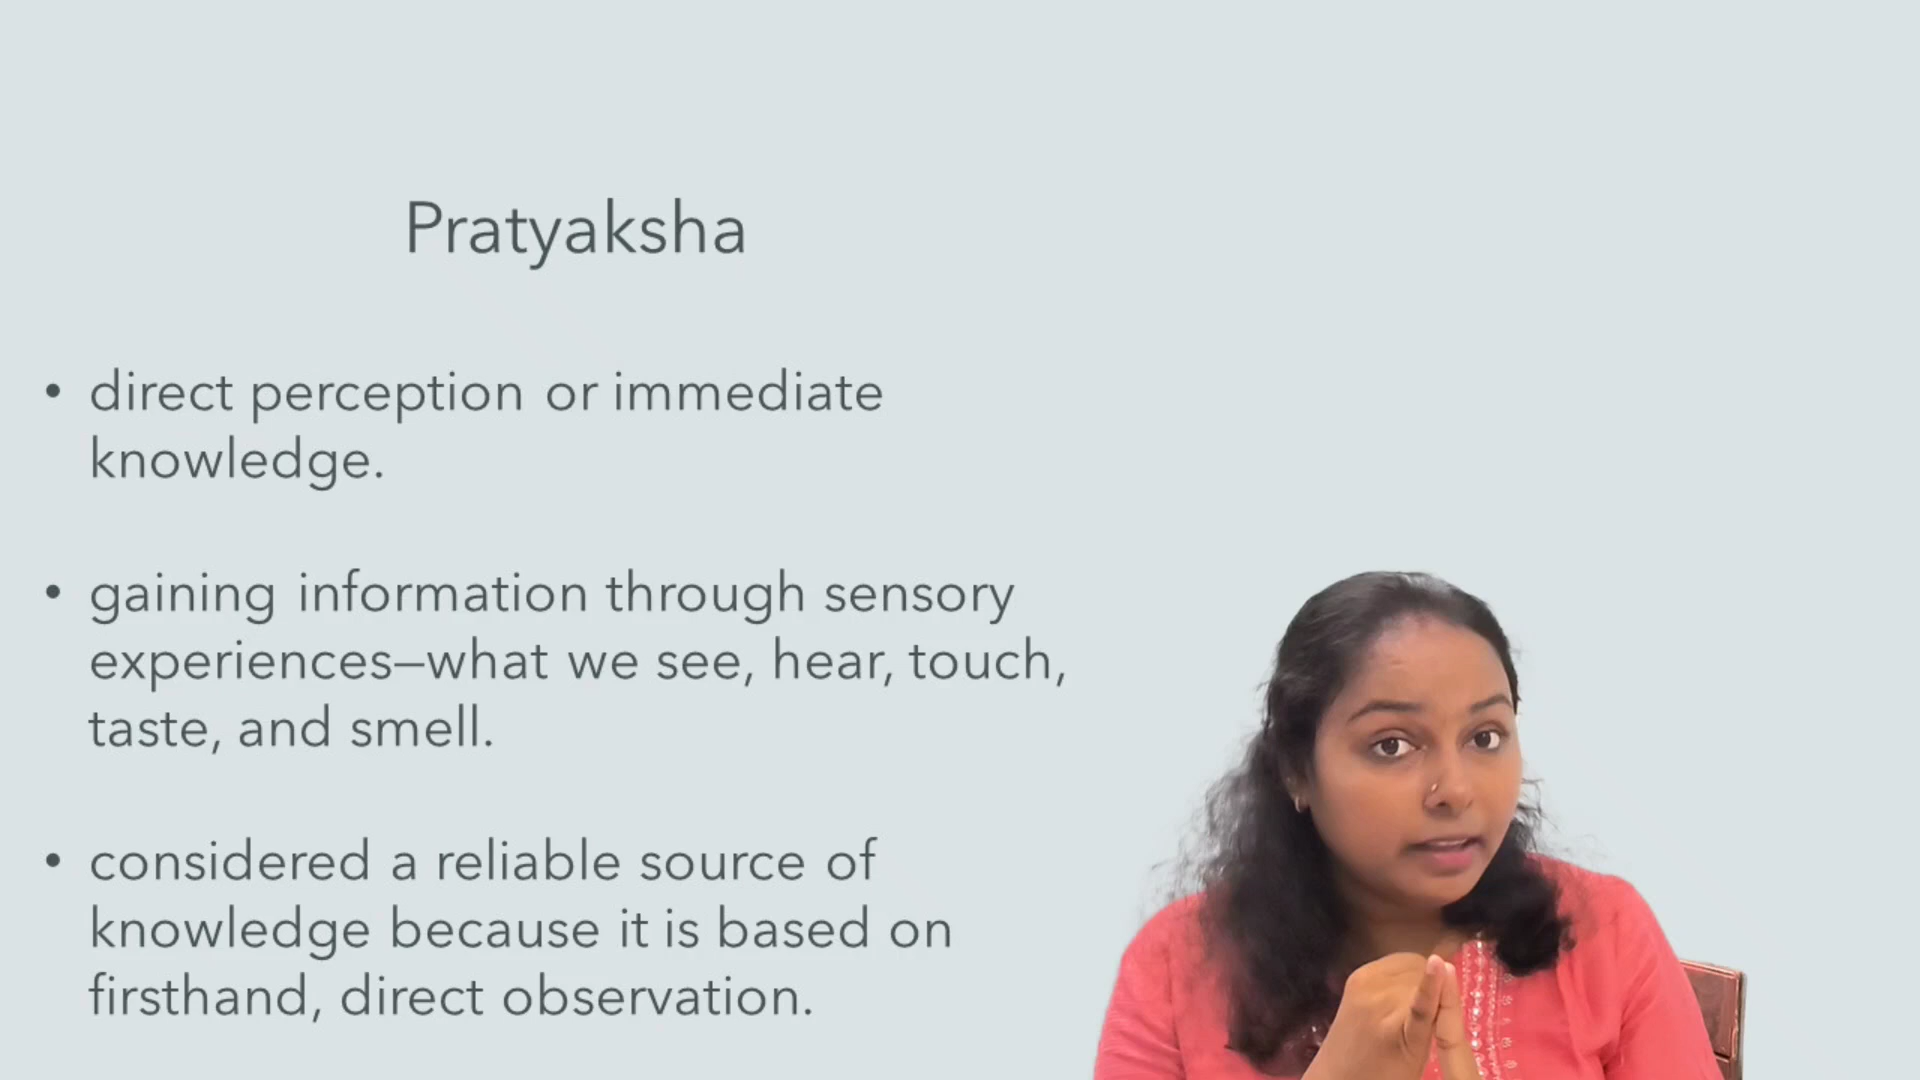 Pratyaksha
• direct perception or immediate
knowledge.
• gaining information through sensory
experiences—what we see, hear, touch,
taste, and smell.
• considered a reliable source of
knowledge because it is based on
firsthand, direct observation.